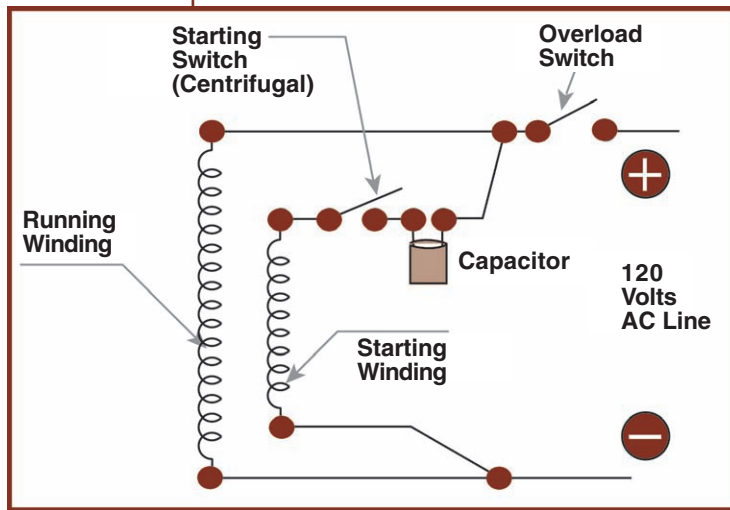 Starting
Switch
(Centrifugal)
Overload
Switch
+
Running
Winding
Capacitor
120
Volts
AC Line
Starting
Winding
−